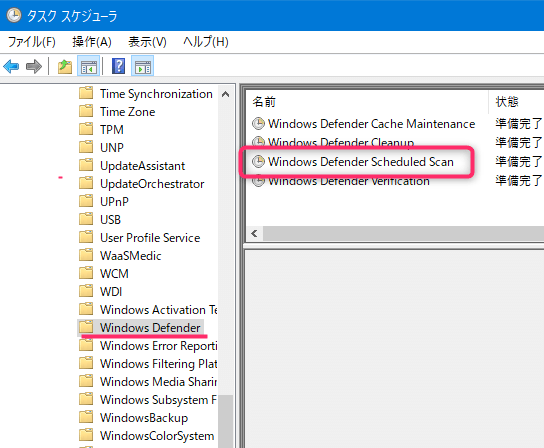 タスク スケジューラ
ファイル(F) 操作(A) 表示(V) ヘルプ(H)
Time Synchronization
Time Zone
TPM
UNP
UpdateAssistant
UpdateOrchestrator
UPnP
USB
User Profile Service
WaaSMedic
WCM
WDI
Windows Activation Te
Windows Defender
Windows Error Reporti
Windows Filtering Plat
Windows Media Sharin
Windows Subsystem F
WindowsBackup
WindowsColorSystem
名前 状態
Windows Defender Cache Maintenance 準備完了
Windows Defender Cleanup 準備完了
Windows Defender Scheduled Scan 準備完了
Windows Defender Verification 準備完了